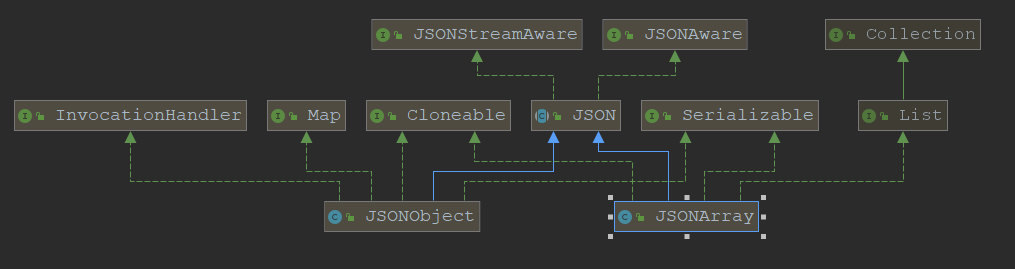 JSONStreamAware
JSONAware
Collection
InvocationHandler
Map
Cloneable
JSON
Serializable
List
JSONObject
JSONArray